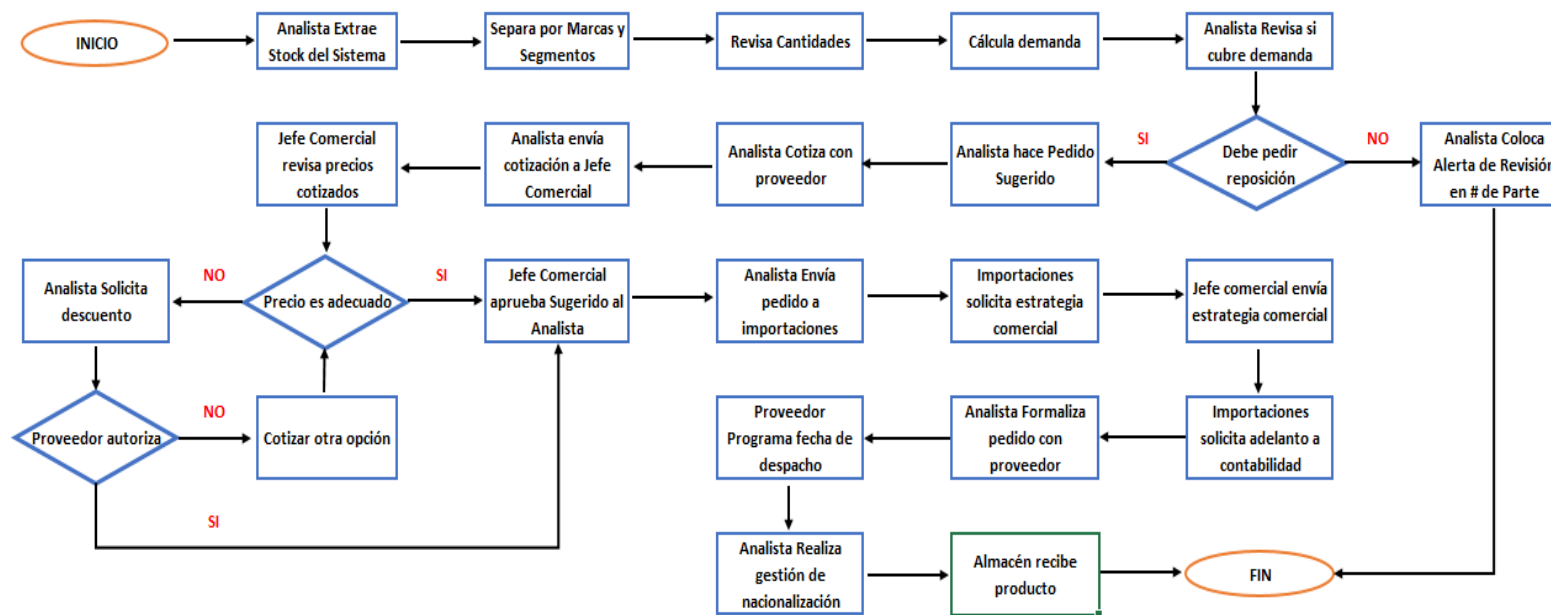 INICIO
Analista Extrae
Stock del Sistema
Separa por Marcas y
Segmentos
Revisa Cantidades
Cálcula demanda
Analista Revisa si
cubre demanda
Debe pedir
reposición
NO
Analista Coloca
Alerta de Revisión
en # de Parte
SI
Analista hace Pedido
Sugerido
Analista Cotiza con
proveedor
Analista envía
cotización a Jefe
Comercial
Jefe Comercial
revisa precios
cotizados
Precio es adecuado
NO
Analista Solicita
descuento
Proveedor autoriza
NO
Cotizar otra opción
SI
SI
Jefe Comercial
aprueba Sugerido al
Analista
Analista Envía
pedido a
importaciones
Importaciones
solicita estrategia
comercial
Jefe comercial envía
estrategia comercial
Importaciones
solicita adelanto a
contabilidad
Analista Formaliza
pedido con
proveedor
Proveedor
Programa fecha de
despacho
Analista Realiza
gestión de
nacionalización
Almacén recibe
producto
FIN